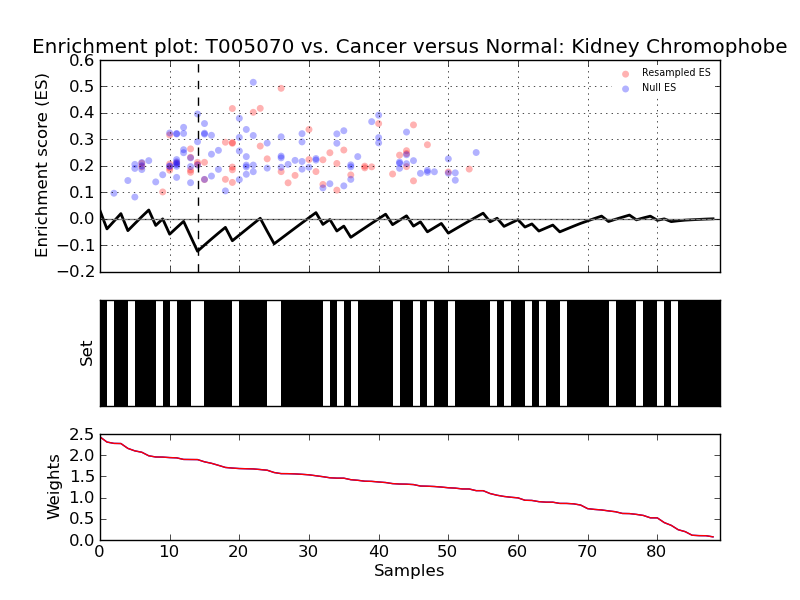 Enrichment plot: T005070 vs. Cancer versus Normal: Kidney Chromophobe
0.6
0.5
0.4
0.3
0.2
0.1
0.0
−0.1
−0.2
Enrichment score (ES)
Resampled ES
Null ES
Set
2.5
2.0
1.5
1.0
0.5
0.0
Weights
0 10 20 30 40 50 60 70 80
Samples